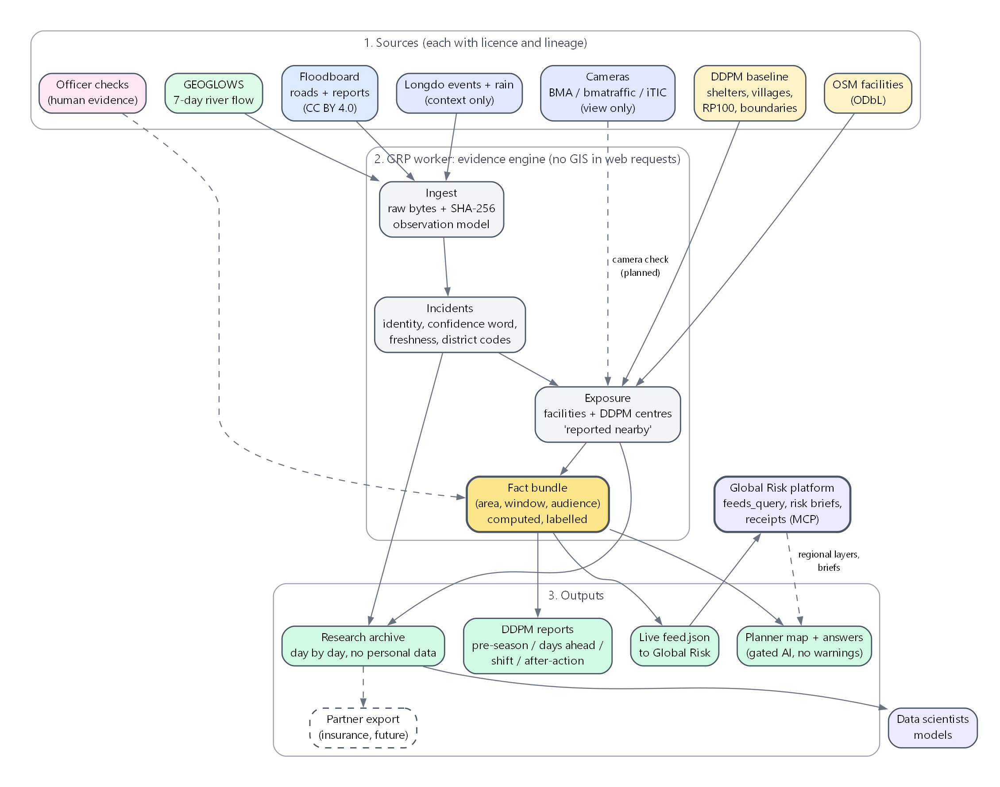 1. Sources (each with licence and lineage)
Officer checks
(human evidence)
GEOGLOWS
7-day river flow
Floodboard
roads + reports
(CC BY 4.0)
Longdo events + rain
(context only)
Cameras
BMA / bmatraffic / iTIC
(view only)
DDPM baseline
shelters, villages,
RP100, boundaries
OSM facilities
(ODbL)
2. GRP worker: evidence engine (no GIS in web requests)
Ingest
raw bytes + SHA-256
observation model
camera check
(planned)
Incidents
identity, confidence word,
freshness, district codes
Exposure
facilities + DDPM centres
'reported nearby'
Fact bundle
(area, window, audience)
computed, labelled
Global Risk platform
feeds_query, risk briefs,
receipts (MCP)
regional layers,
briefs
3. Outputs
Research archive
day by day, no personal data
DDPM reports
pre-season / days ahead /
shift / after-action
Live feed.json
to Global Risk
Planner map + answers
(gated AI, no warnings)
Partner export
(insurance, future)
Data scientists
models